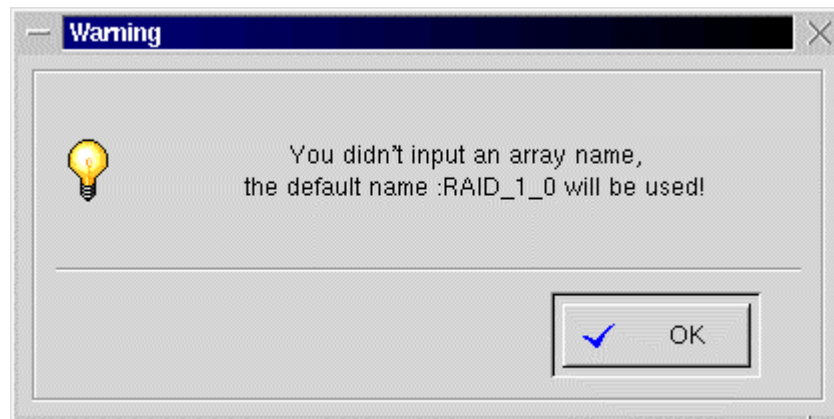 Warning
You didn't input an array name,
the default name :RAID_1_0 will be used!
OK